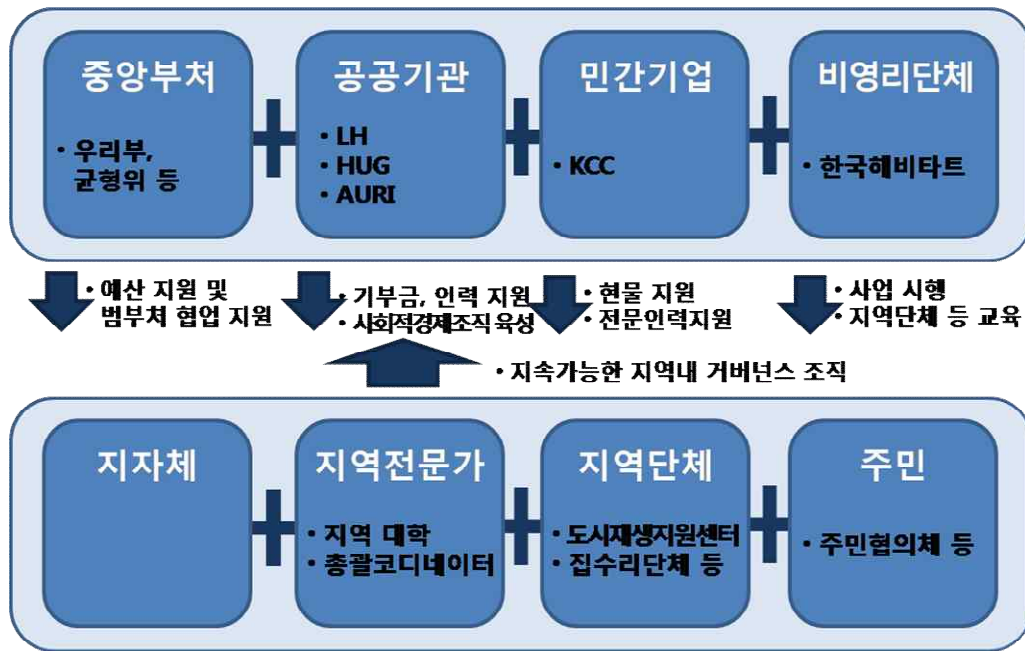 중앙부처
• 우리부,
균형위 등
공공기관
• LH
• HUG
• AURI
민간기업
• KCC
비영리단체
• 한국해비타트
• 예산 지원 및
범부처 협업 지원
• 기부금, 인력 지원
• 사회적경제조직 육성
• 현물 지원
• 전문인력지원
• 사업 시행
• 지역단체 등 교육
• 지속가능한 지역내 거버넌스 조직
지자체
지역전문가
• 지역 대학
• 총괄코디네이터
지역단체
• 도시재생지원센터
• 집수리단체 등
주민
• 주민협의체 등